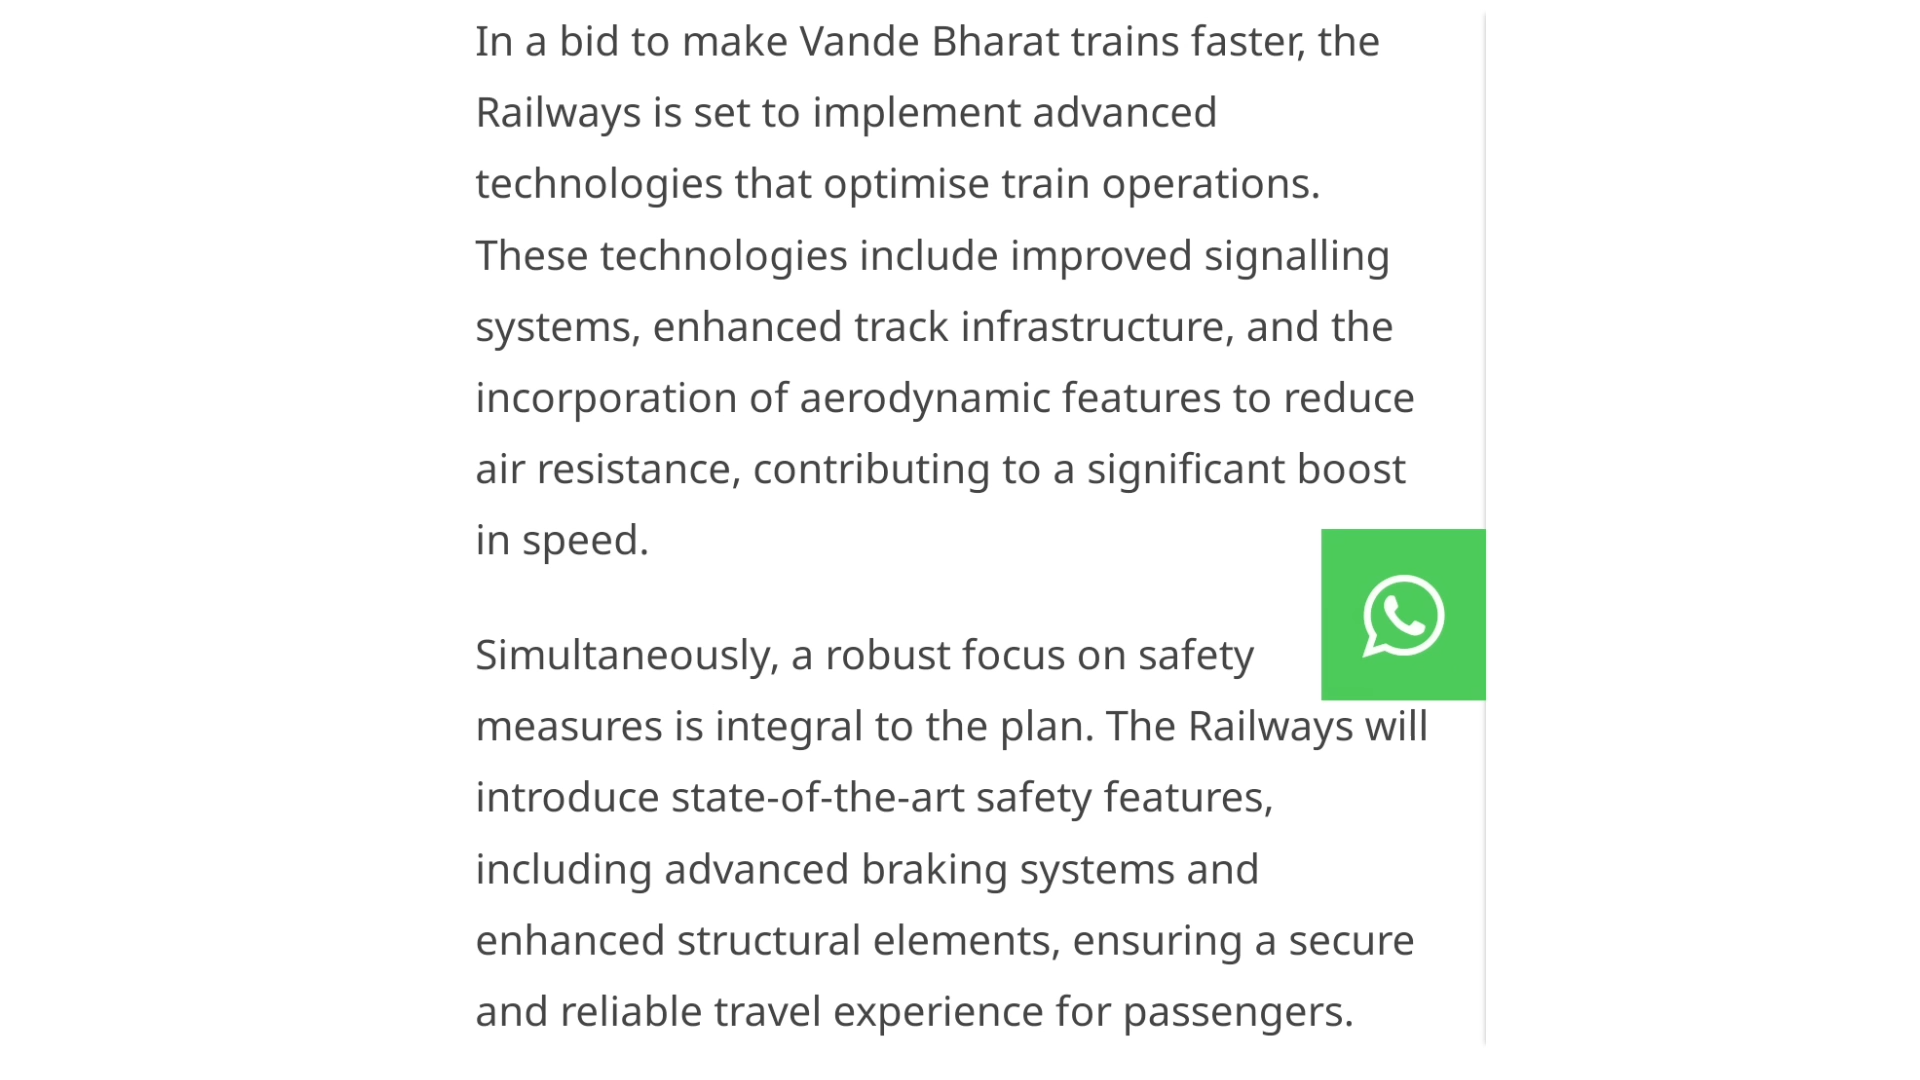 In a bid to make Vande Bharat trains faster, the
Railways is set to implement advanced
technologies that optimise train operations.
These technologies include improved signalling
systems, enhanced track infrastructure, and the
incorporation of aerodynamic features to reduce
air resistance, contributing to a significant boost
in speed.
Simultaneously, a robust focus on safety
measures is integral to the plan. The Railways will
introduce state-of-the-art safety features,
including advanced braking systems and
enhanced structural elements, ensuring a secure
and reliable travel experience for passengers.